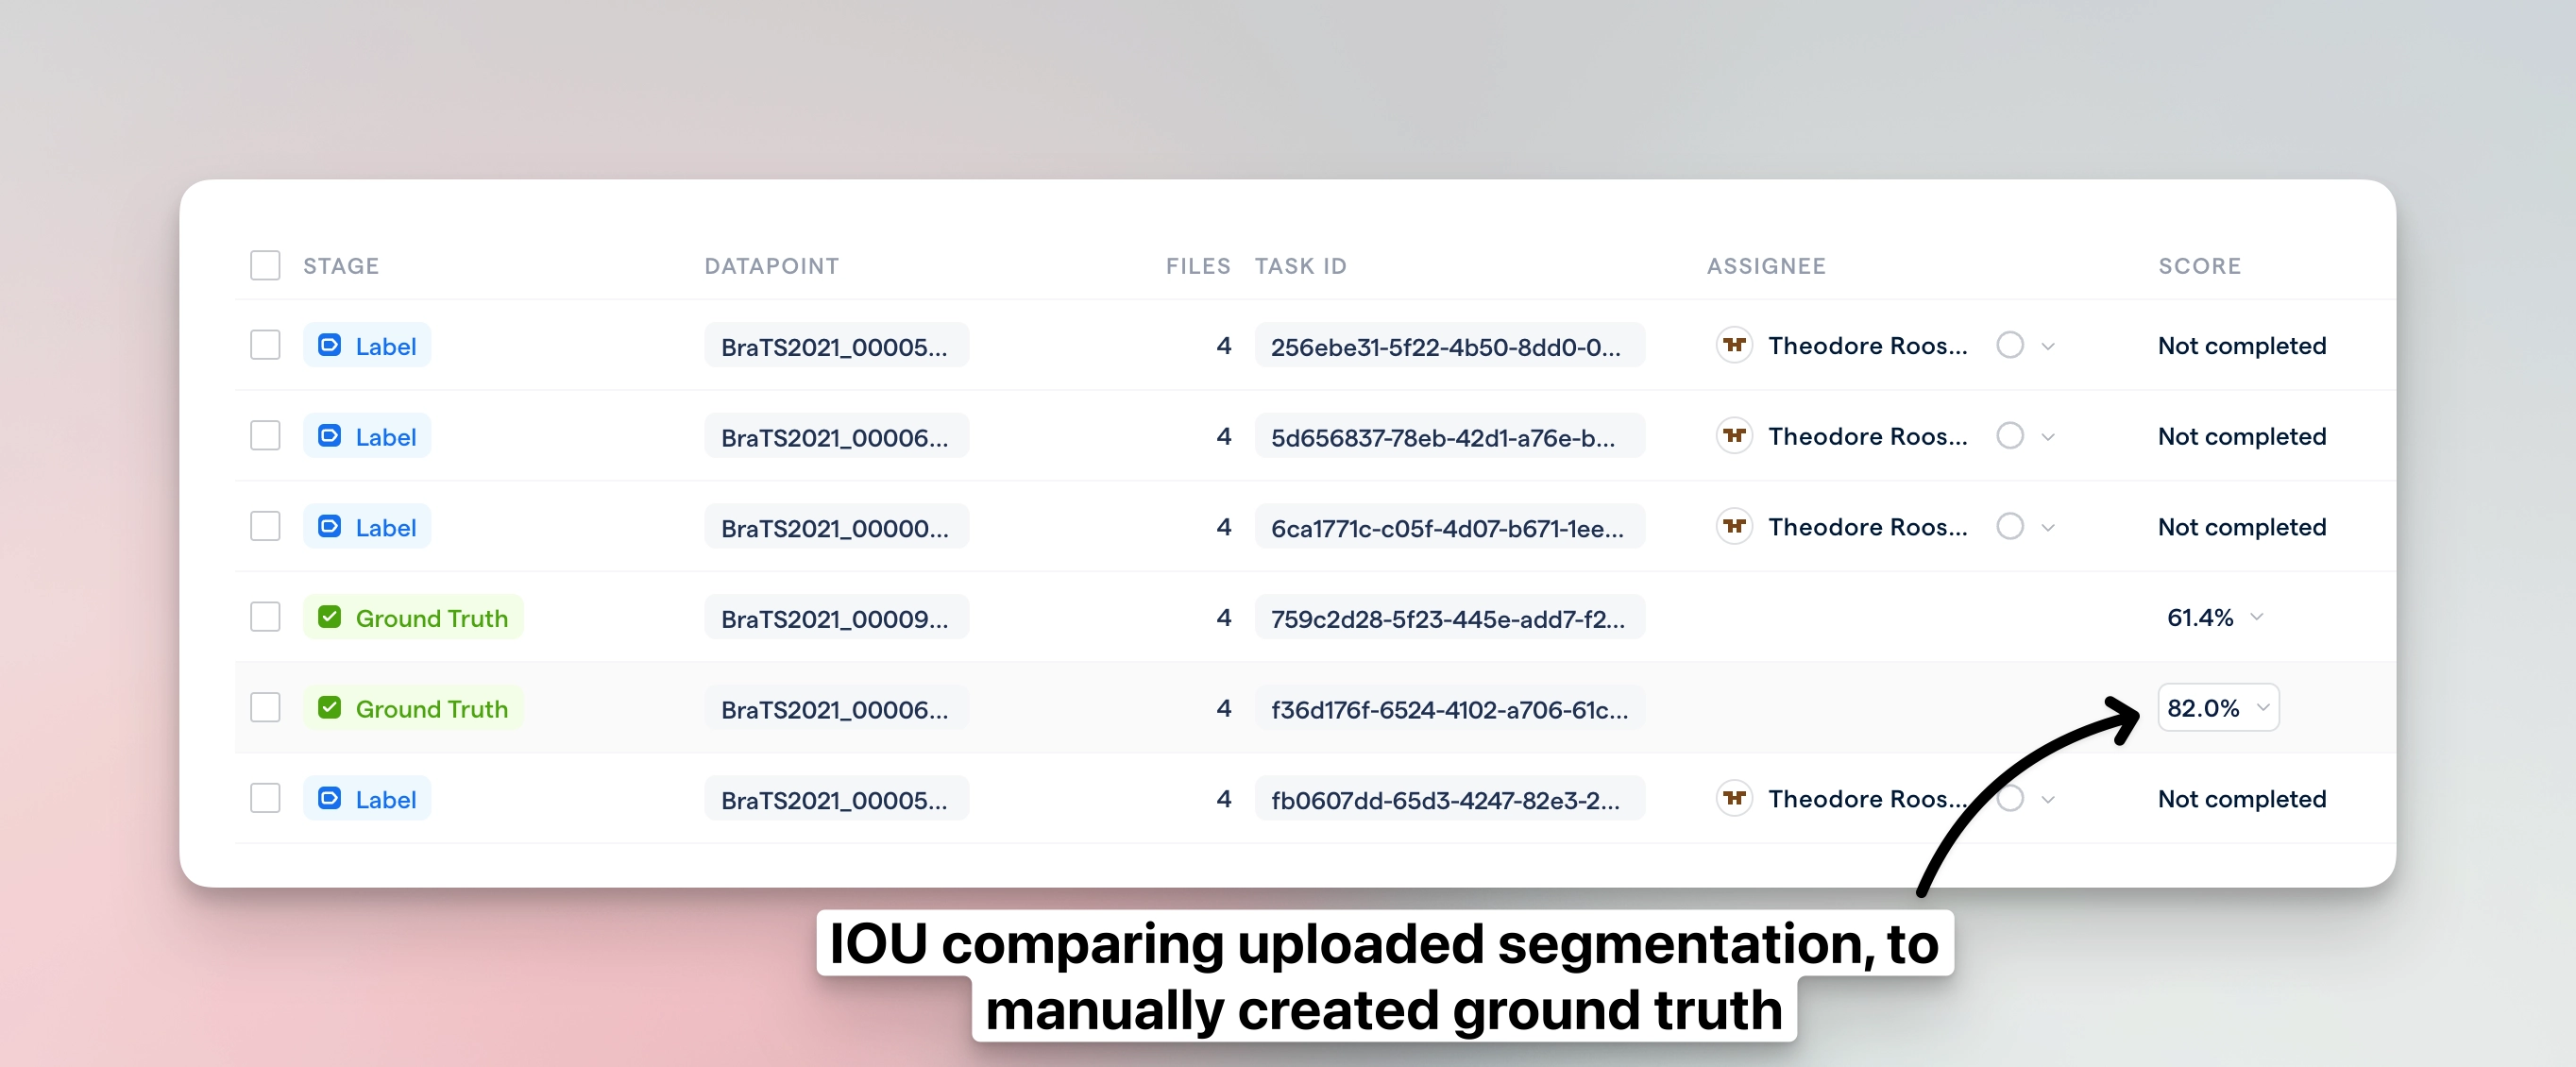 STAGE DATAPOINT FILES TASK ID ASSIGNEE SCORE
Label BraTS2021_00005... 4 256ebe31-5f22-4b50-8dd0-0... Theodore Roos... Not completed
Label BraTS2021_00006... 4 5d656837-78eb-42d1-a76e-b... Theodore Roos... Not completed
Label BraTS2021_00000... 4 6ca1771c-c05f-4d07-b671-1ee... Theodore Roos... Not completed
Ground Truth BraTS2021_00009... 4 759c2d28-5f23-445e-add7-f2... 61.4%
Ground Truth BraTS2021_00006... 4 f36d176f-6524-4102-a706-61c... 82.0%
Label BraTS2021_00005... 4 fb0607dd-65d3-4247-82e3-2... Theodore Roos... Not completed
IOU comparing uploaded segmentation, to
manually created ground truth